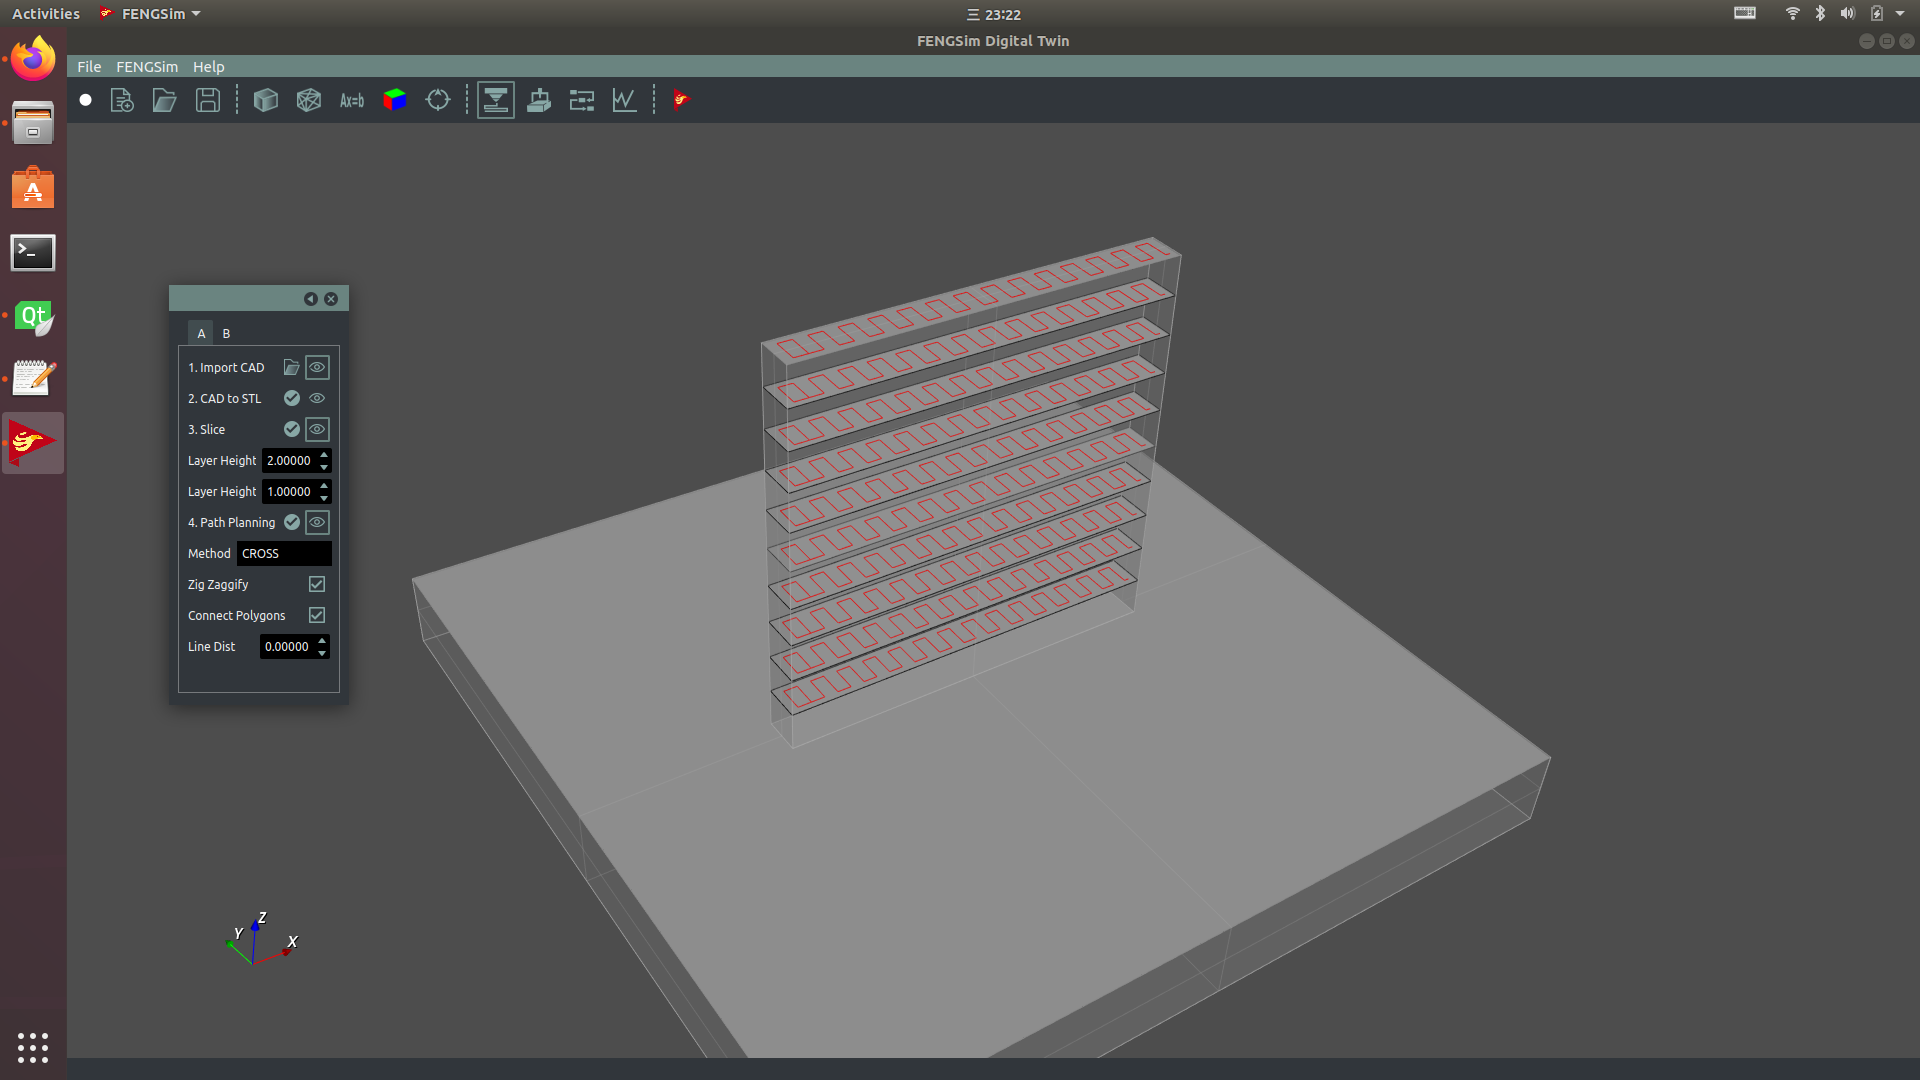 Activities
FENGSim
三 23:22
FENGSim Digital Twin
File FENGSim Help
Ax=b
A B
1. Import CAD
2. CAD to STL
3. Slice
Layer Height 2.00000
Layer Height 1.00000
4. Path Planning
Method CROSS
Zig Zaggify
Connect Polygons
Line Dist 0.00000
Qt
Z
Y
X